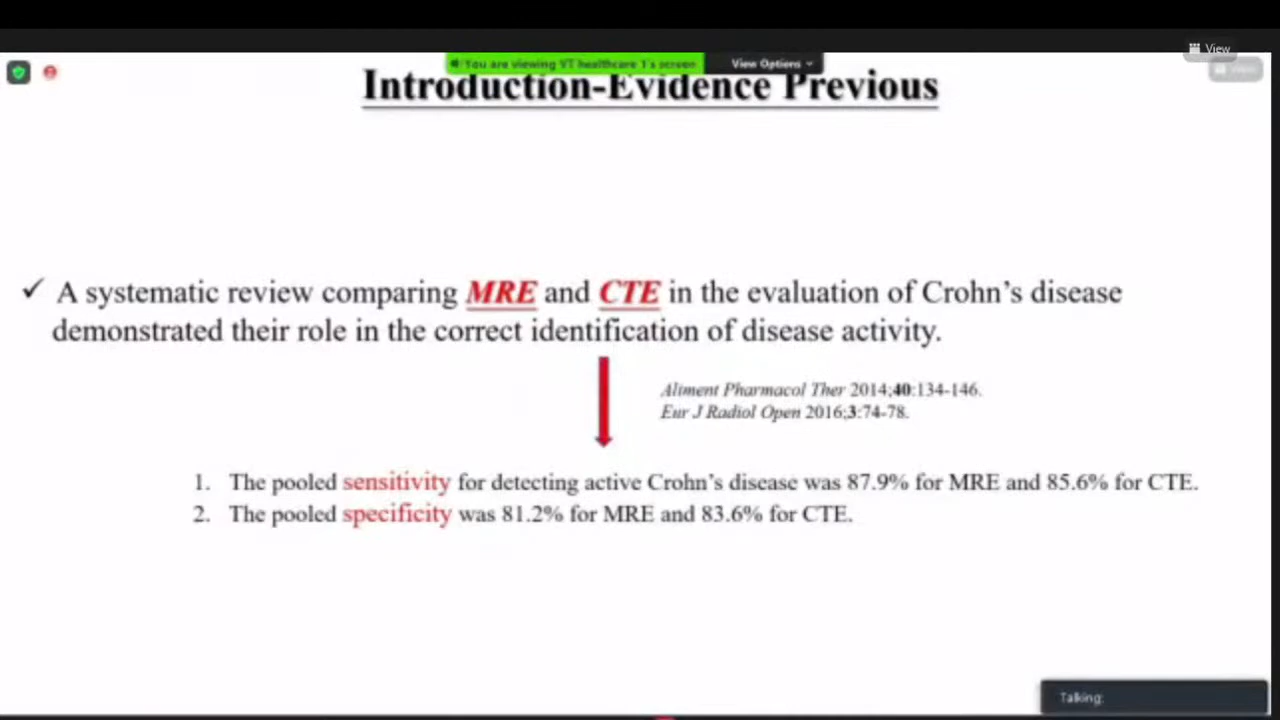 View
You are viewing VT healthcare 1's screen
View Options
Introduction-Evidence Previous
✓ A systematic review comparing MRE and CTE in the evaluation of Crohn's disease
demonstrated their role in the correct identification of disease activity.
Aliment Pharmacol Ther 2014;40:134-146.
Eur J Radiol Open 2016;3:74-78.
1. The pooled sensitivity for detecting active Crohn's disease was 87.9% for MRE and 85.6% for CTE.
2. The pooled specificity was 81.2% for MRE and 83.6% for CTE.
Talking: